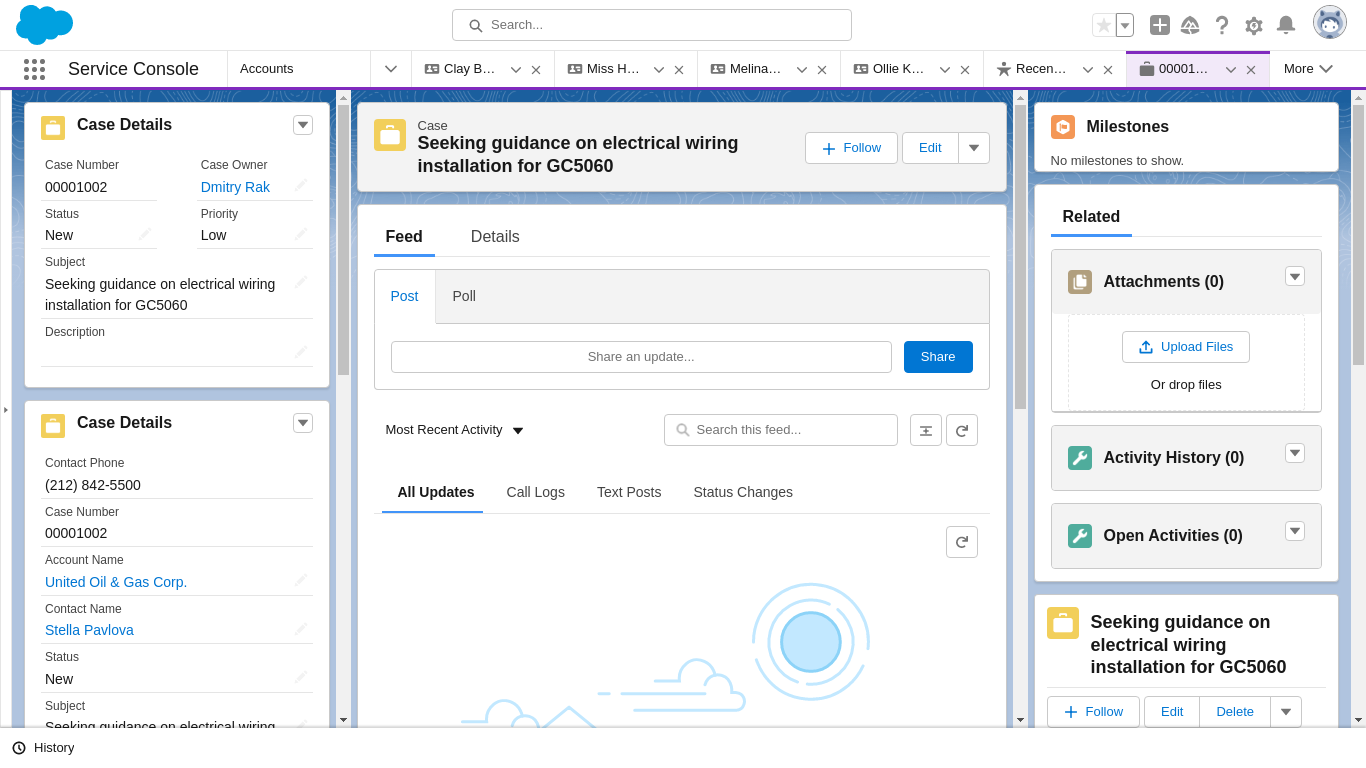 Search...
Service Console
Accounts
Clay B…
Miss H…
Melina…
Ollie K…
Recen…
00001…
More
Case Details
Case Number
Case Owner
00001002
Dmitry Rak
Status
Priority
New
Low
Subject
Seeking guidance on electrical wiring
installation for GC5060
Description
Case Details
Contact Phone
(212) 842-5500
Case Number
00001002
Account Name
United Oil & Gas Corp.
Contact Name
Stella Pavlova
Status
New
Subject
Seeking guidance on electrical wiring
Case
Seeking guidance on electrical wiring
installation for GC5060
Follow
Edit
Feed
Details
Post
Poll
Share an update...
Share
Most Recent Activity
Search this feed...
All Updates
Call Logs
Text Posts
Status Changes
Milestones
No milestones to show.
Related
Attachments (0)
Upload Files
Or drop files
Activity History (0)
Open Activities (0)
Seeking guidance on
electrical wiring
installation for GC5060
Follow
Edit
Delete
History